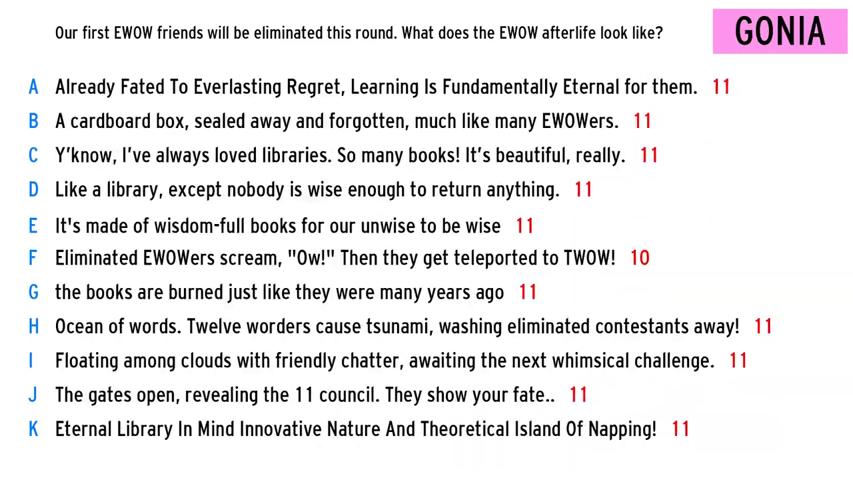 Our first EWOW friends will be eliminated this round. What does the EWOW afterlife look like?
GONIA
A Already Fated To Everlasting Regret, Learning Is Fundamentally Eternal for them. 11
B A cardboard box, sealed away and forgotten, much like many EWOWers. 11
C Y'know, I've always loved libraries. So many books! It's beautiful, really. 11
D Like a library, except nobody is wise enough to return anything. 11
E It's made of wisdom-full books for our unwise to be wise 11
F Eliminated EWOWers scream, "Ow!" Then they get teleported to TWOW! 10
G the books are burned just like they were many years ago 11
H Ocean of words. Twelve worders cause tsunami, washing eliminated contestants away! 11
I Floating among clouds with friendly chatter, awaiting the next whimsical challenge. 11
J The gates open, revealing the 11 council. They show your fate.. 11
K Eternal Library In Mind Innovative Nature And Theoretical Island Of Napping! 11